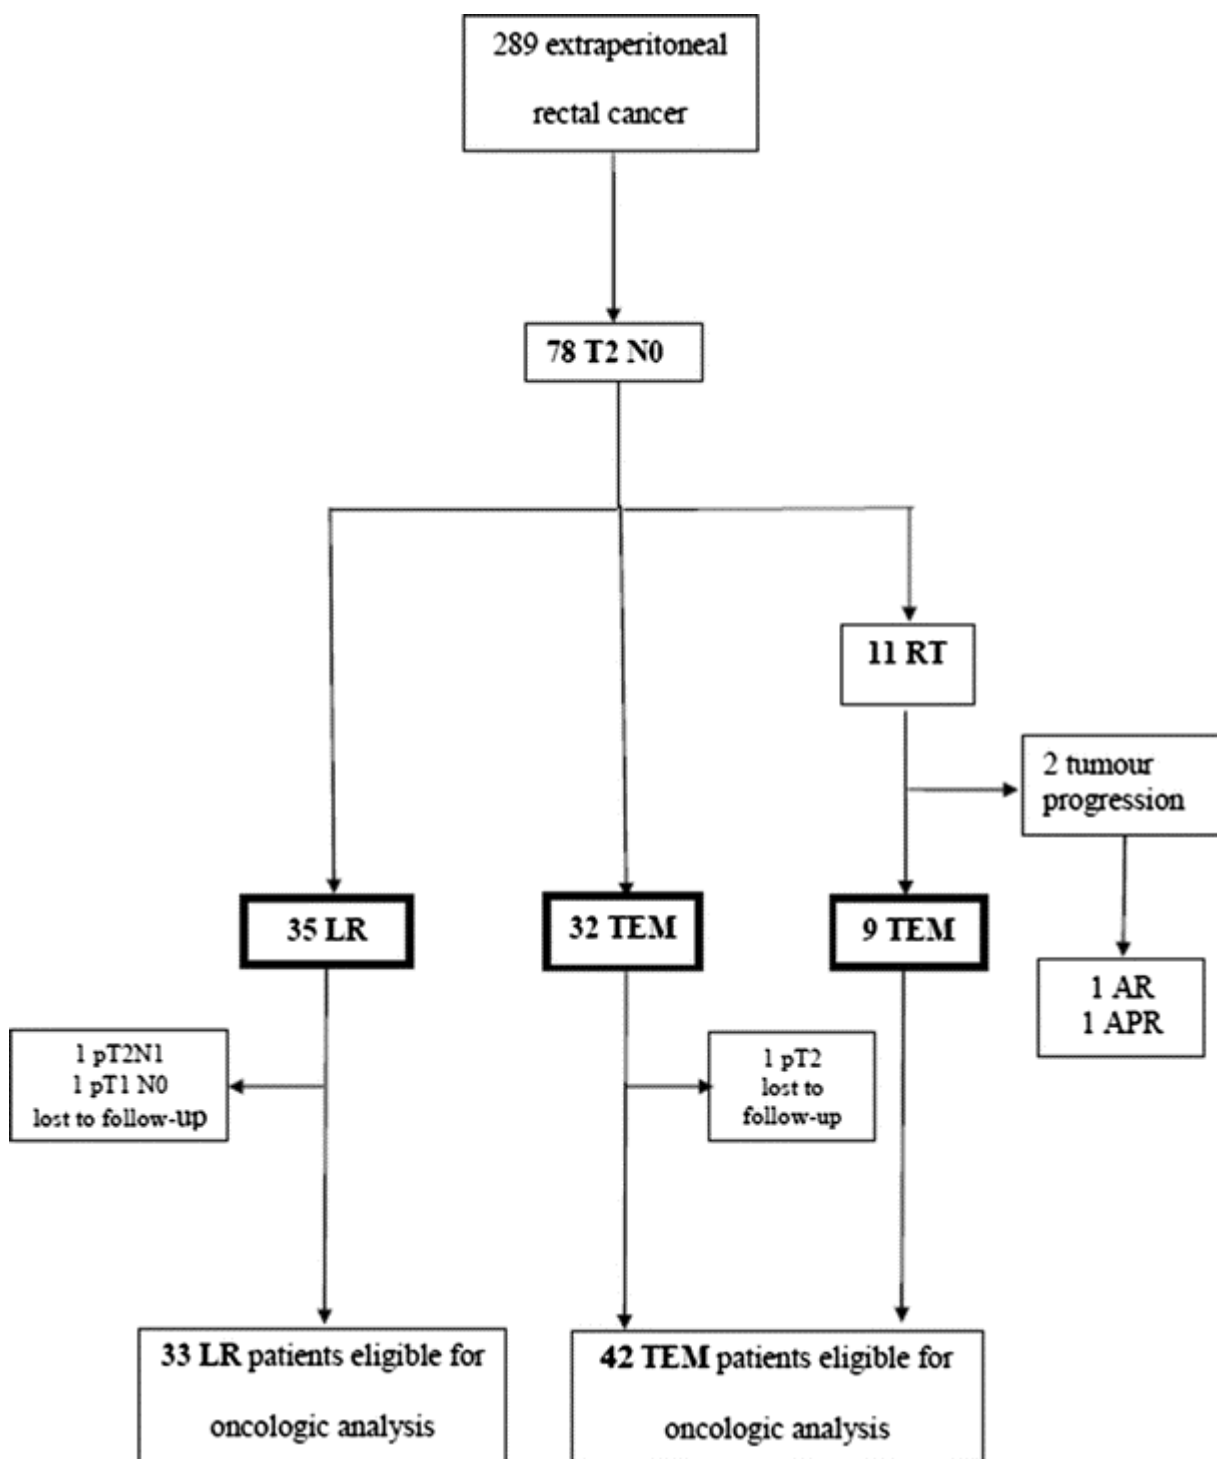 289 extraperitoneal
rectal cancer
78 T2 N0
11 RT
2 tumour
progression
35 LR
32 TEM
9 TEM
1 AR
1 APR
1 pT2N1
1 pT1 N0
lost to follow-up
1 pT2
lost to
follow-up
33 LR patients eligible for
oncologic analysis
42 TEM patients eligible for
oncologic analysis